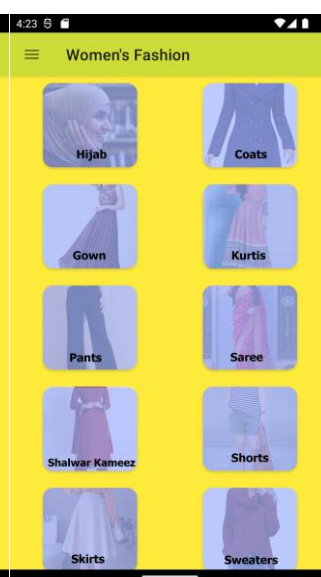 4:23
Women's Fashion
Hijab
Coats
Gown
Kurtis
Pants
Saree
Shalwar Kameez
Shorts
Skirts
Sweaters